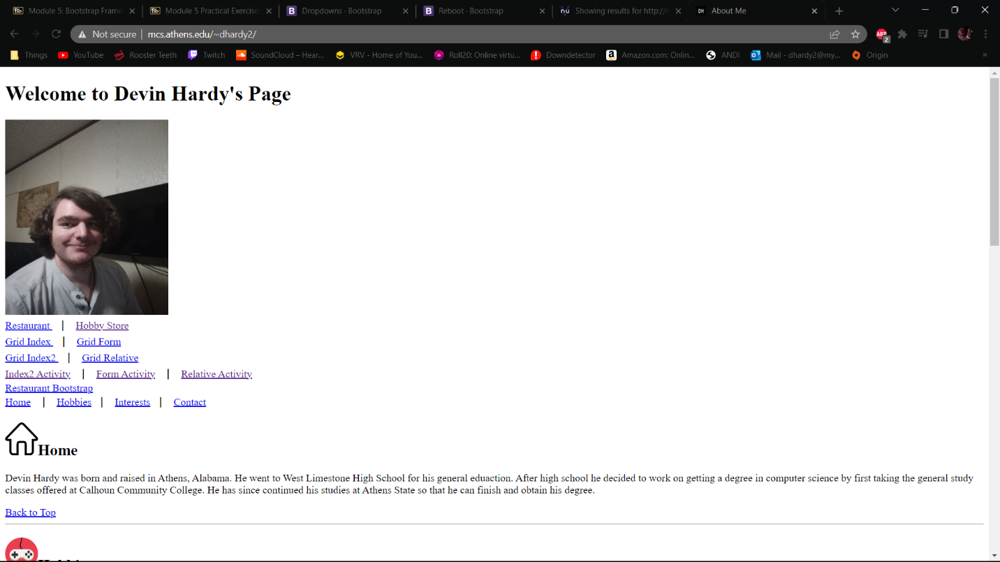 Module 5: Bootstrap Frame
Module 5 Practical Exercise
Dropdowns · Bootstrap
Reboot · Bootstrap
Showing results for http://n
DH About Me
Not secure | mcs.athens.edu/~dhardy2/
ABP 2
Things YouTube Rooster Teeth Twitch SoundCloud – Hear... VRV - Home of You... Roll20: Online virtu... Downdetector Amazon.com: Onlin... ANDI Mail - dhardy2@my... Origin »
Welcome to Devin Hardy's Page
Restaurant | Hobby Store
Grid Index | Grid Form
Grid Index2 | Grid Relative
Index2 Activity | Form Activity | Relative Activity
Restaurant Bootstrap
Home | Hobbies | Interests | Contact
Home
Devin Hardy was born and raised in Athens, Alabama. He went to West Limestone High School for his general eduaction. After high school he decided to work on getting a degree in computer science by first taking the general study
classes offered at Calhoun Community College. He has since continued his studies at Athens State so that he can finish and obtain his degree.
Back to Top